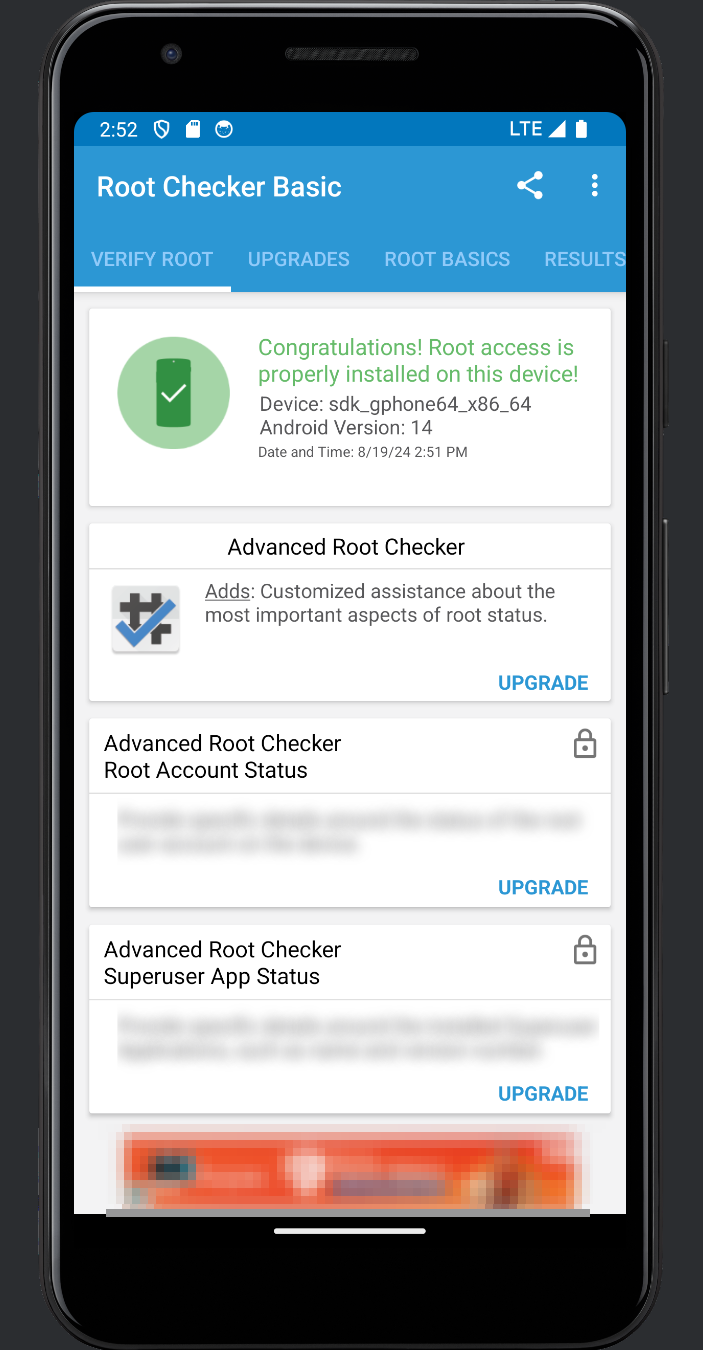 2:52 LTE
Root Checker Basic
VERIFY ROOT UPGRADES ROOT BASICS RESULTS
Congratulations! Root access is
properly installed on this device!
Device: sdk_gphone64_x86_64
Android Version: 14
Date and Time: 8/19/24 2:51 PM
Advanced Root Checker
Adds: Customized assistance about the
most important aspects of root status.
UPGRADE
Advanced Root Checker
Root Account Status
UPGRADE
Advanced Root Checker
Superuser App Status
UPGRADE